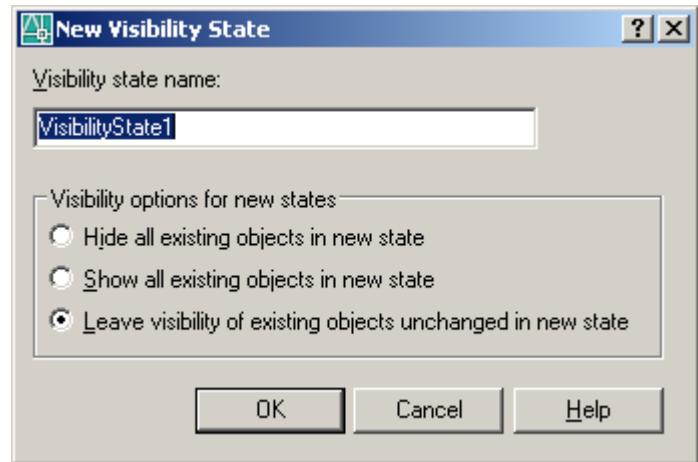 New Visibility State
Visibility state name:
VisibilityState1
Visibility options for new states
Hide all existing objects in new state
Show all existing objects in new state
Leave visibility of existing objects unchanged in new state
OK Cancel Help